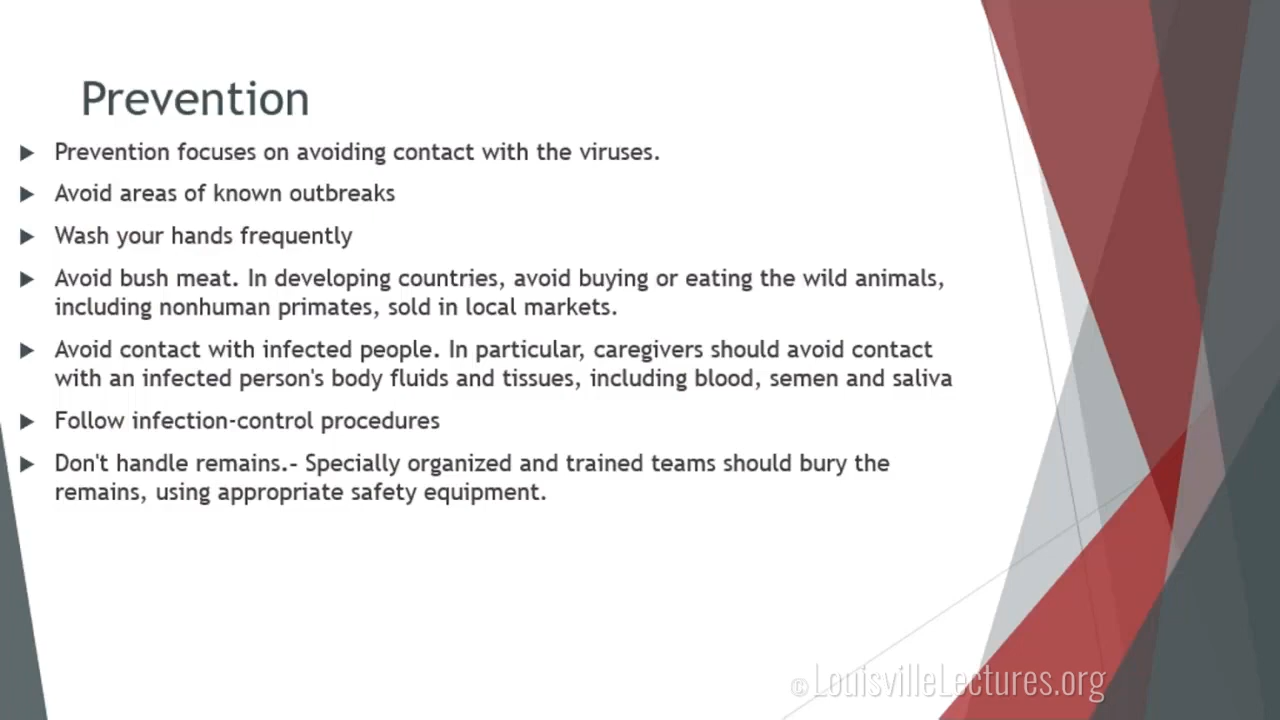 Prevention
Prevention focuses on avoiding contact with the viruses.
Avoid areas of known outbreaks
Wash your hands frequently
Avoid bush meat. In developing countries, avoid buying or eating the wild animals,
including nonhuman primates, sold in local markets.
Avoid contact with infected people. In particular, caregivers should avoid contact
with an infected person's body fluids and tissues, including blood, semen and saliva
Follow infection-control procedures
Don't handle remains.- Specially organized and trained teams should bury the
remains, using appropriate safety equipment.
©LouisvilleLectures.org